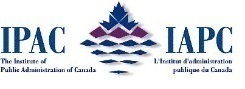 IPAC
The Institute of
Public Administration of Canada
IAPC
L'Institut d'administration
publique du Canada